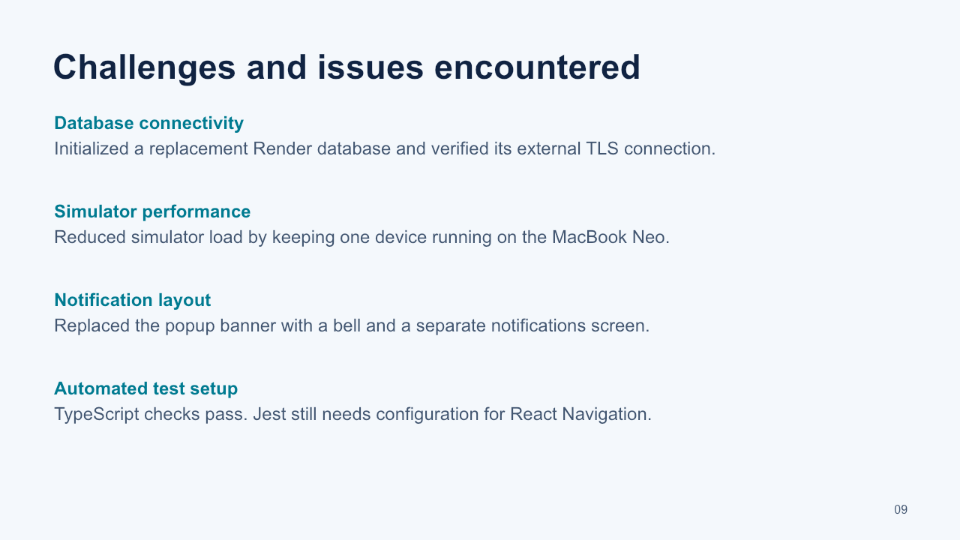 Challenges and issues encountered
Database connectivity
Initialized a replacement Render database and verified its external TLS connection.
Simulator performance
Reduced simulator load by keeping one device running on the MacBook Neo.
Notification layout
Replaced the popup banner with a bell and a separate notifications screen.
Automated test setup
TypeScript checks pass. Jest still needs configuration for React Navigation.
09